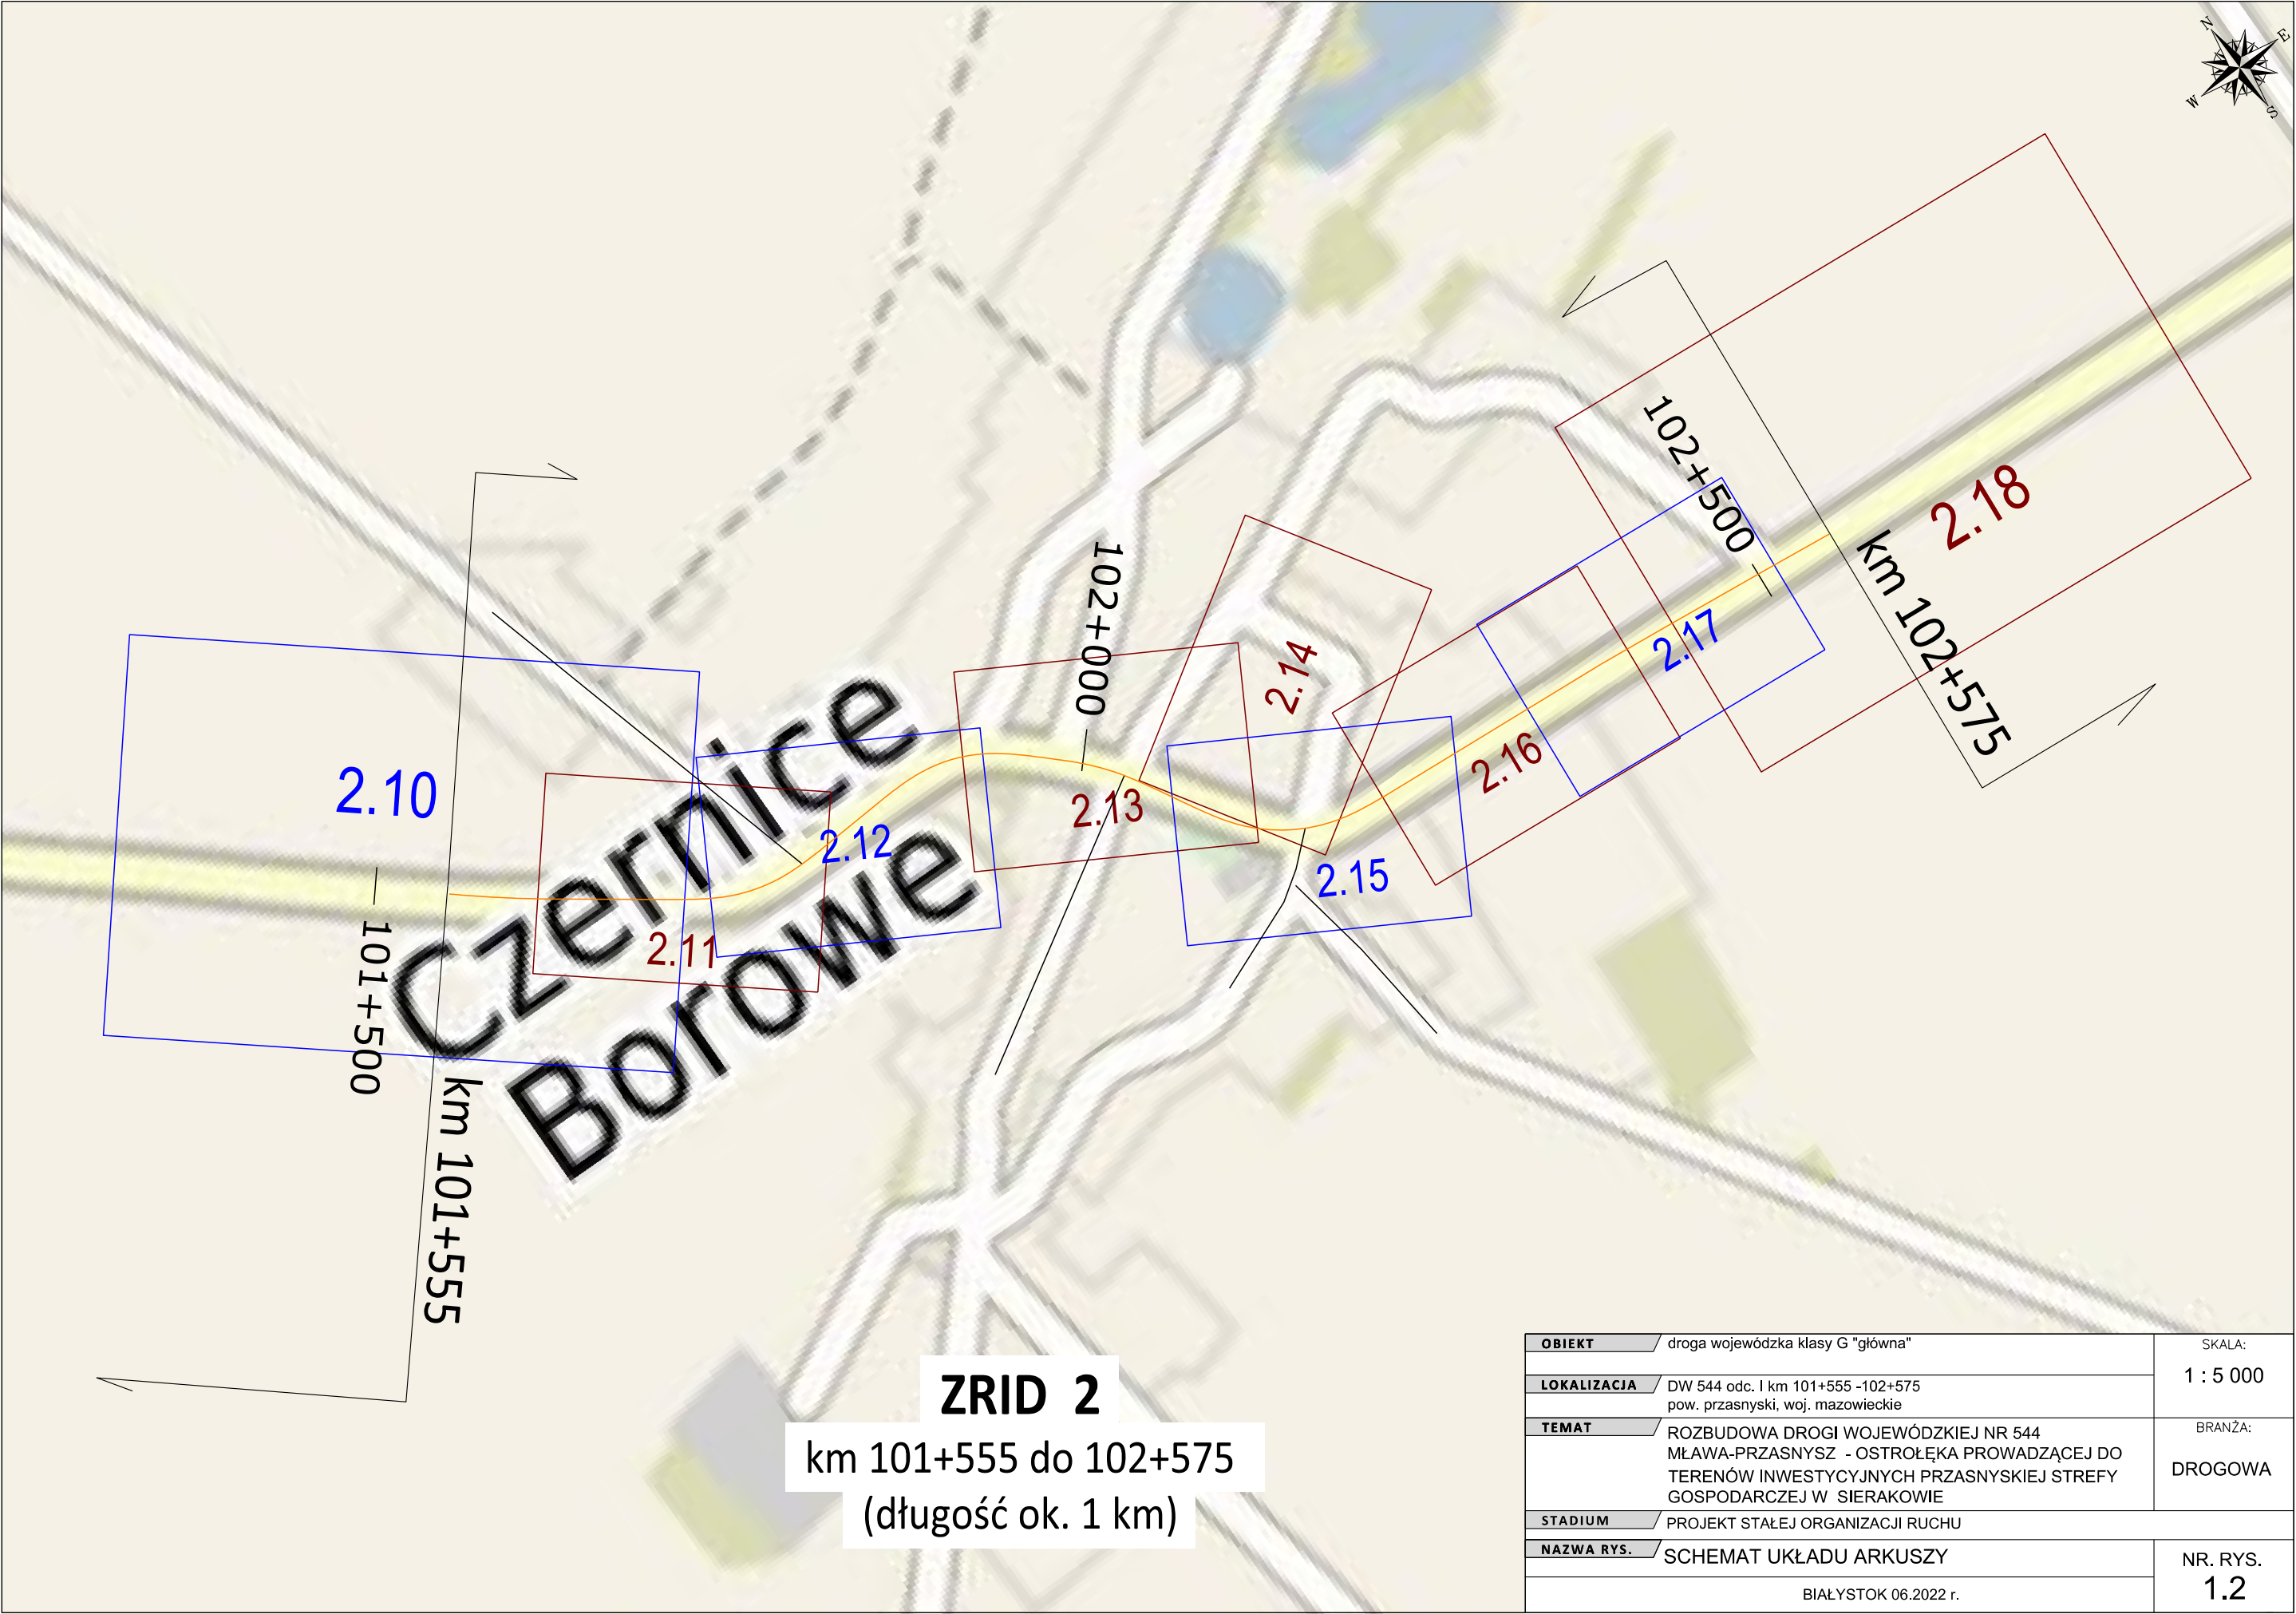 N
E
W
S
102+500
2.18
km 102+575
102+000
2.17
2.14
2.16
2.10
2.13
2.12
2.15
2.11
Czernice
Borowe
101+500
km 101+555
ZRID 2
km 101+555 do 102+575
(długość ok. 1 km)
OBIEKT droga wojewódzka klasy G "główna"
SKALA:
1 : 5 000
LOKALIZACJA DW 544 odc. I km 101+555 -102+575
pow. przasnyski, woj. mazowieckie
TEMAT ROZBUDOWA DROGI WOJEWÓDZKIEJ NR 544
MŁAWA-PRZASNYSZ - OSTROŁĘKA PROWADZĄCEJ DO
TERENÓW INWESTYCYJNYCH PRZASNYSKIEJ STREFY
GOSPODARCZEJ W SIERAKOWIE
BRANŻA:
DROGOWA
STADIUM PROJEKT STAŁEJ ORGANIZACJI RUCHU
NAZWA RYS. SCHEMAT UKŁADU ARKUSZY
NR. RYS.
1.2
BIAŁYSTOK 06.2022 r.